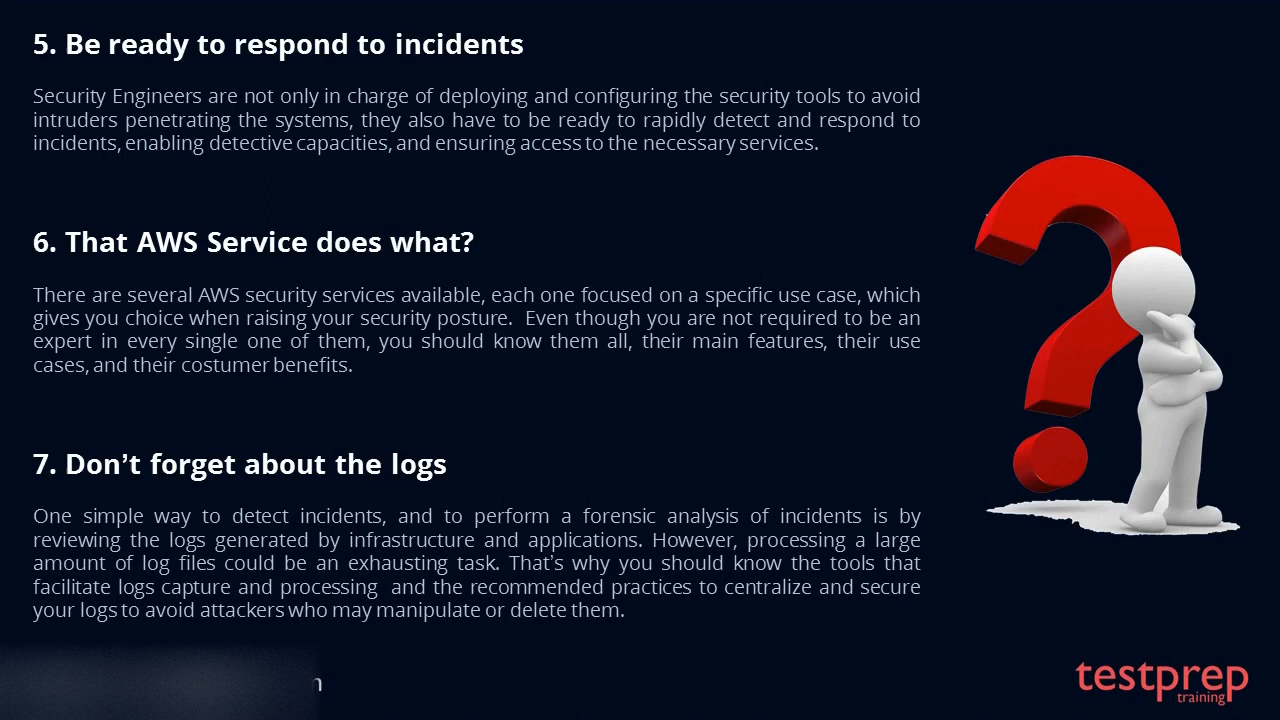 5. Be ready to respond to incidents
Security Engineers are not only in charge of deploying and configuring the security tools to avoid
intruders penetrating the systems, they also have to be ready to rapidly detect and respond to
incidents, enabling detective capacities, and ensuring access to the necessary services.
6. That AWS Service does what?
There are several AWS security services available, each one focused on a specific use case, which
gives you choice when raising your security posture.  Even though you are not required to be an
expert in every single one of them, you should know them all, their main features, their use
cases, and their costumer benefits.
7. Don’t forget about the logs
One simple way to detect incidents, and to perform a forensic analysis of incidents is by
reviewing the logs generated by infrastructure and applications. However, processing a large
amount of log files could be an exhausting task. That’s why you should know the tools that
facilitate logs capture and processing  and the recommended practices to centralize and secure
your logs to avoid attackers who may manipulate or delete them.
testprep
training